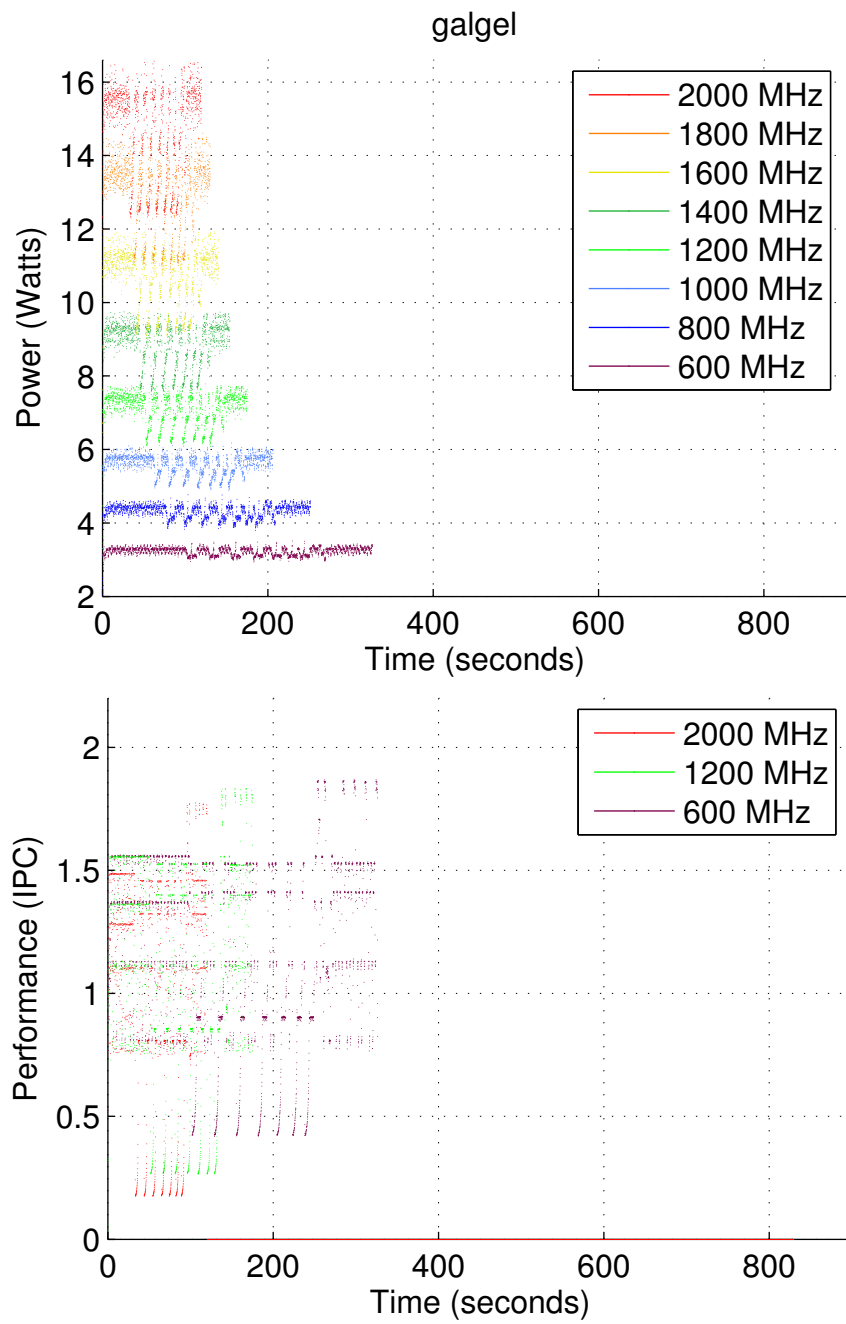 galgel
16
14
12
10
8
6
4
2
0
200
400
600
800
Power (Watts)
Time (seconds)
2000 MHz
1800 MHz
1600 MHz
1400 MHz
1200 MHz
1000 MHz
800 MHz
600 MHz
2
1.5
1
0.5
0
0
200
400
600
800
Performance (IPC)
Time (seconds)
2000 MHz
1200 MHz
600 MHz